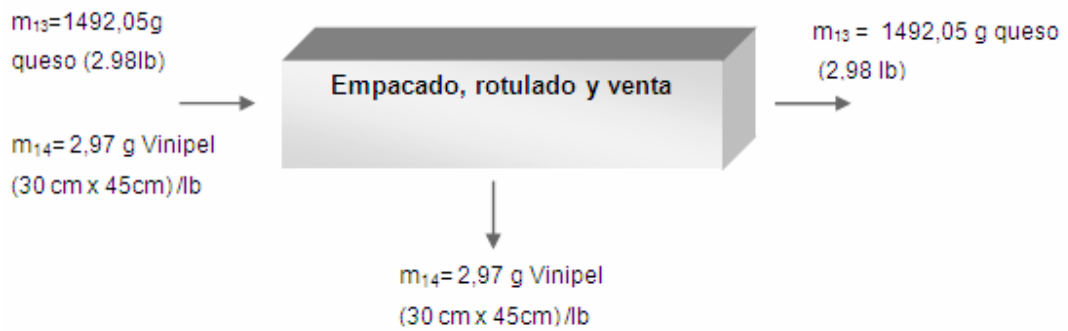 m₁₃=1492,05g
queso (2.98lb)
m₁₄= 2,97 g Vinipel
(30 cm x 45cm) /lb
Empacado, rotulado y venta
m₁₃ = 1492,05 g queso
(2,98 lb)
m₁₄= 2,97 g Vinipel
(30 cm x 45cm) /lb